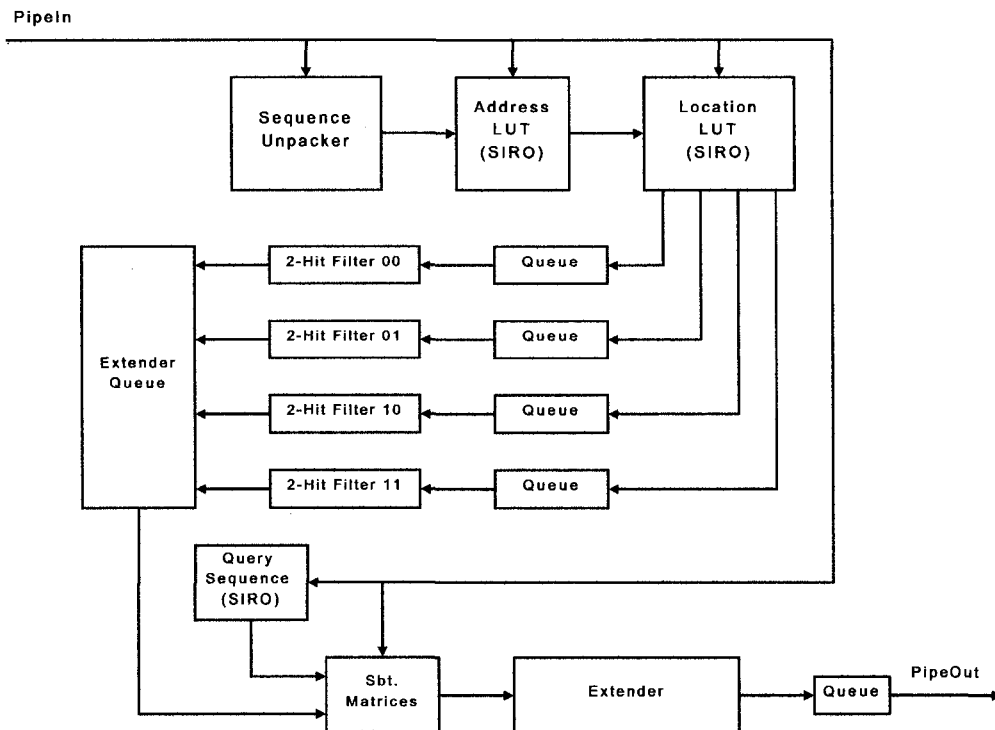 PipeIn
Sequence
Unpacker
Address
LUT
(SIRO)
Location
LUT
(SIRO)
2-Hit Filter 00
Queue
2-Hit Filter 01
Queue
Extender
Queue
2-Hit Filter 10
Queue
2-Hit Filter 11
Queue
Query
Sequence
(SIRO)
Sbt.
Matrices
Extender
Queue
PipeOut